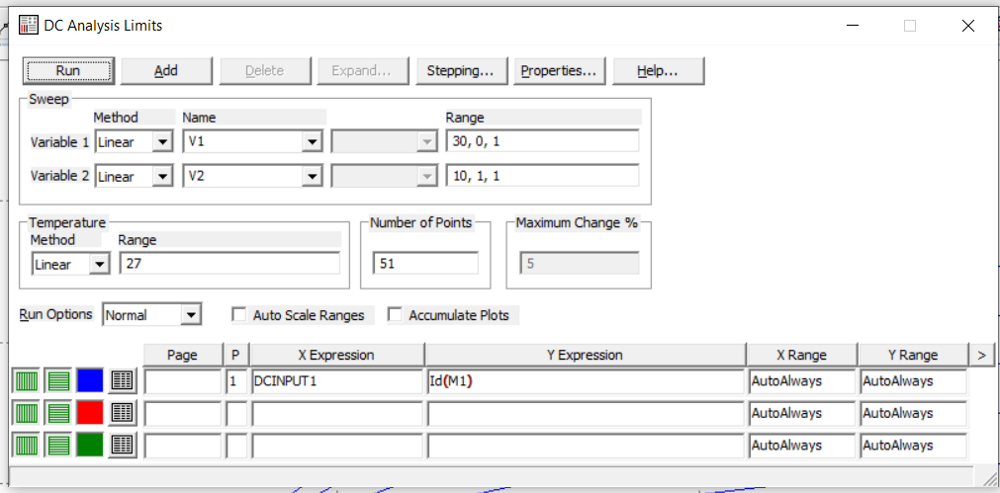 DC Analysis Limits
Run Add Delete Expand... Stepping... Properties... Help...
Sweep
Method Name Range
Variable 1 Linear V1 30, 0, 1
Variable 2 Linear V2 10, 1, 1
Temperature Number of Points Maximum Change %
Method Range
Linear 27 51 5
Run Options Normal Auto Scale Ranges Accumulate Plots
Page P X Expression Y Expression X Range Y Range >
1 DCINPUT1 Id(M1) AutoAlways AutoAlways
AutoAlways AutoAlways
AutoAlways AutoAlways